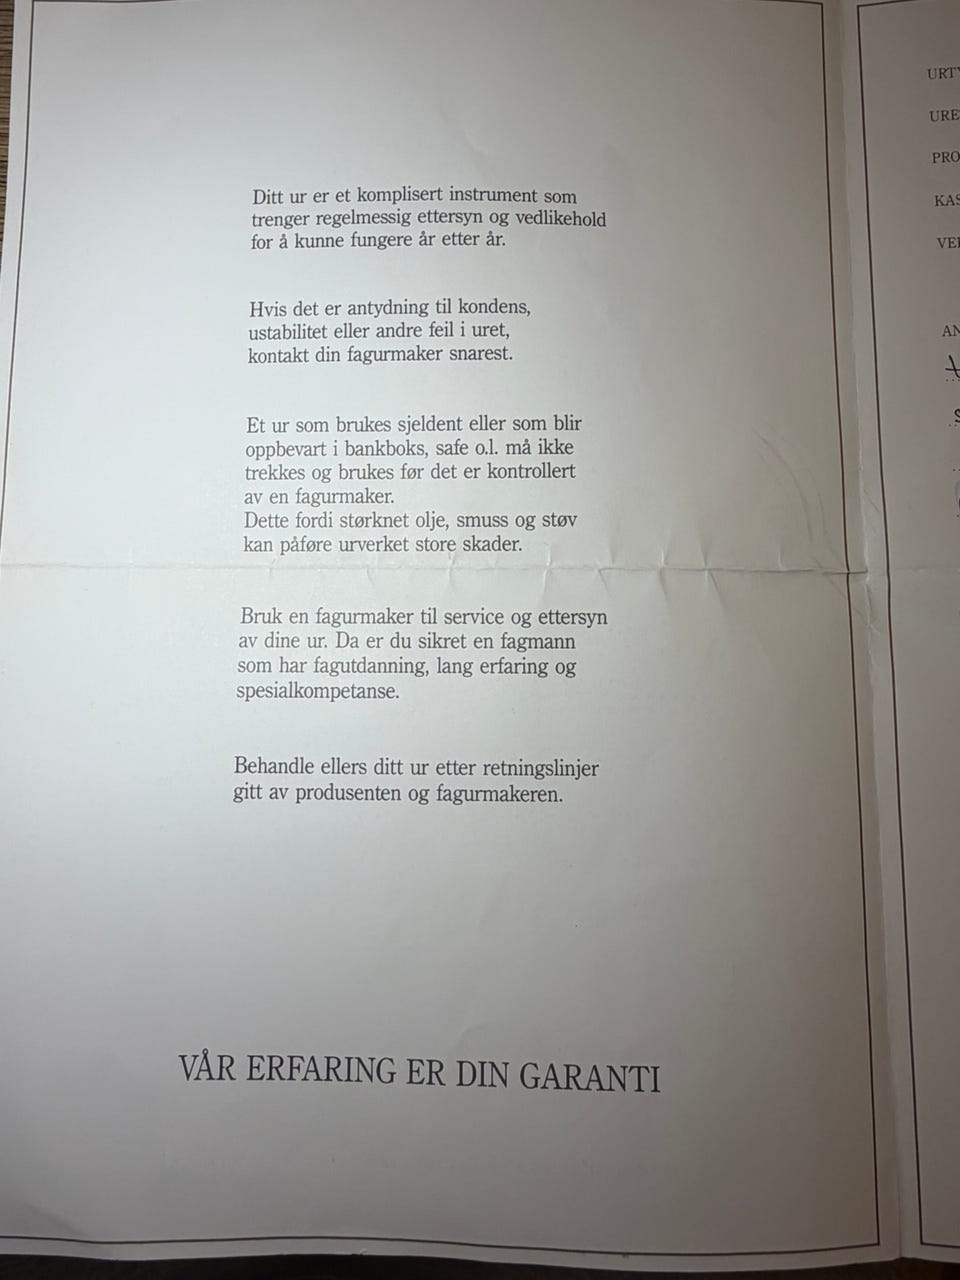 Ditt ur er et komplisert instrument som
trenger regelmessig ettersyn og vedlikehold
for å kunne fungere år etter år.
Hvis det er antydning til kondens,
ustabilitet eller andre feil i uret,
kontakt din fagurmaker snarest.
Et ur som brukes sjeldent eller som blir
oppbevart i bankboks, safe o.l. må ikke
trekkes og brukes før det er kontrollert
av en fagurmaker.
Dette fordi størknet olje, smuss og støv
kan påføre urverket store skader.
Bruk en fagurmaker til service og ettersyn
av dine ur. Da er du sikret en fagmann
som har fagutdanning, lang erfaring og
spesialkompetanse.
Behandle ellers ditt ur etter retningslinjer
gitt av produsenten og fagurmakeren.
VÅR ERFARING ER DIN GARANTI
URT
URE
PRO
KAS
VE
AN